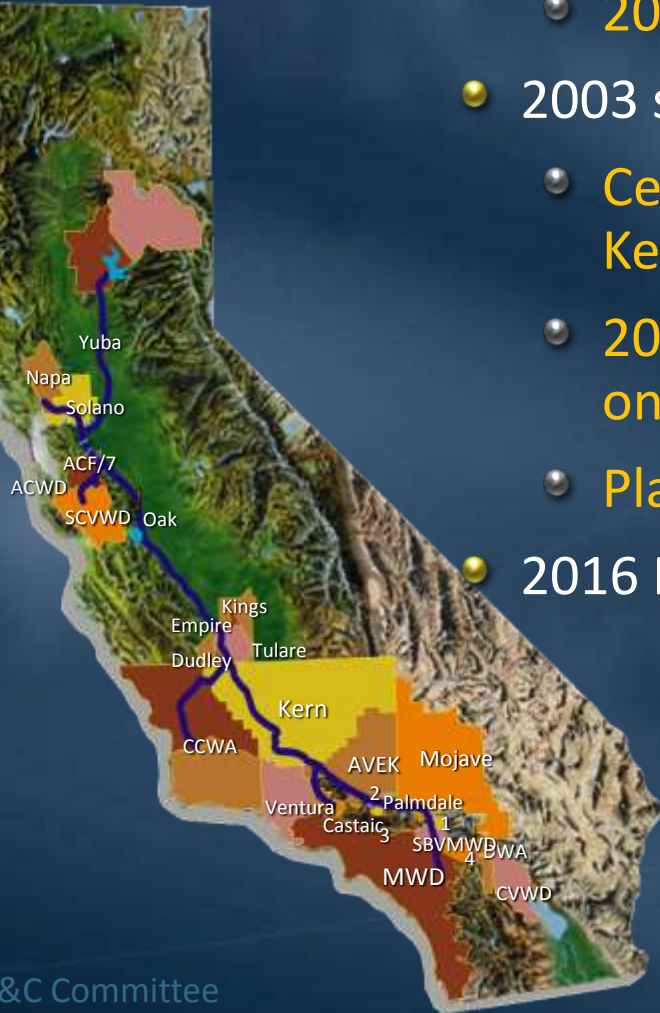 20
2003 s
Ce
Ke
20
on
Pla
2016
Yuba
Napa
Solano
ACF/7
ACWD
SCVWD Oak
Kings
Empire
Tulare
Dudley
Kern
CCWA
AVEK
Mojave
2
Palmdale
Ventura
Castaic
3
1
SBVMWD
4
DWA
MWD
CVWD
&C Committee